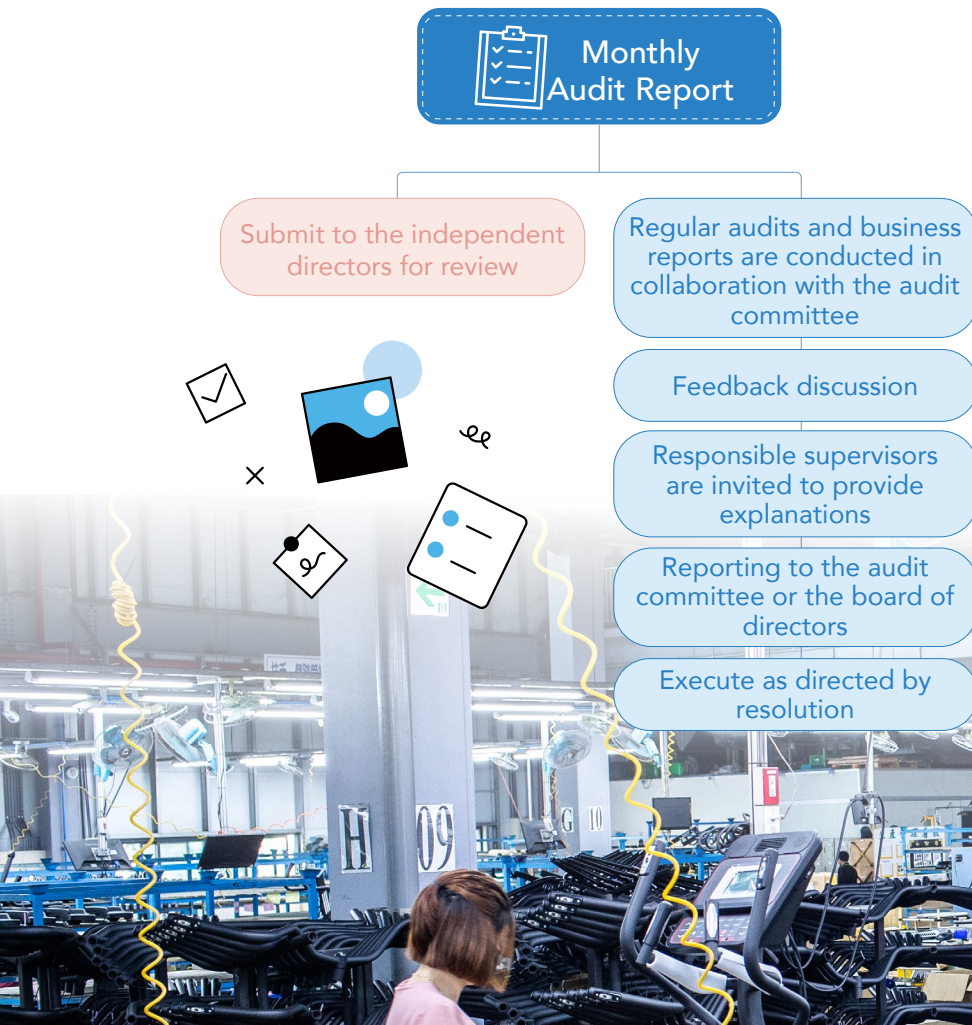 Monthly
Audit Report
Submit to the independent
directors for review
Regular audits and business
reports are conducted in
collaboration with the audit
committee
Feedback discussion
Responsible supervisors
are invited to provide
explanations
Reporting to the audit
committee or the board of
directors
Execute as directed by
resolution
H 09
G 10